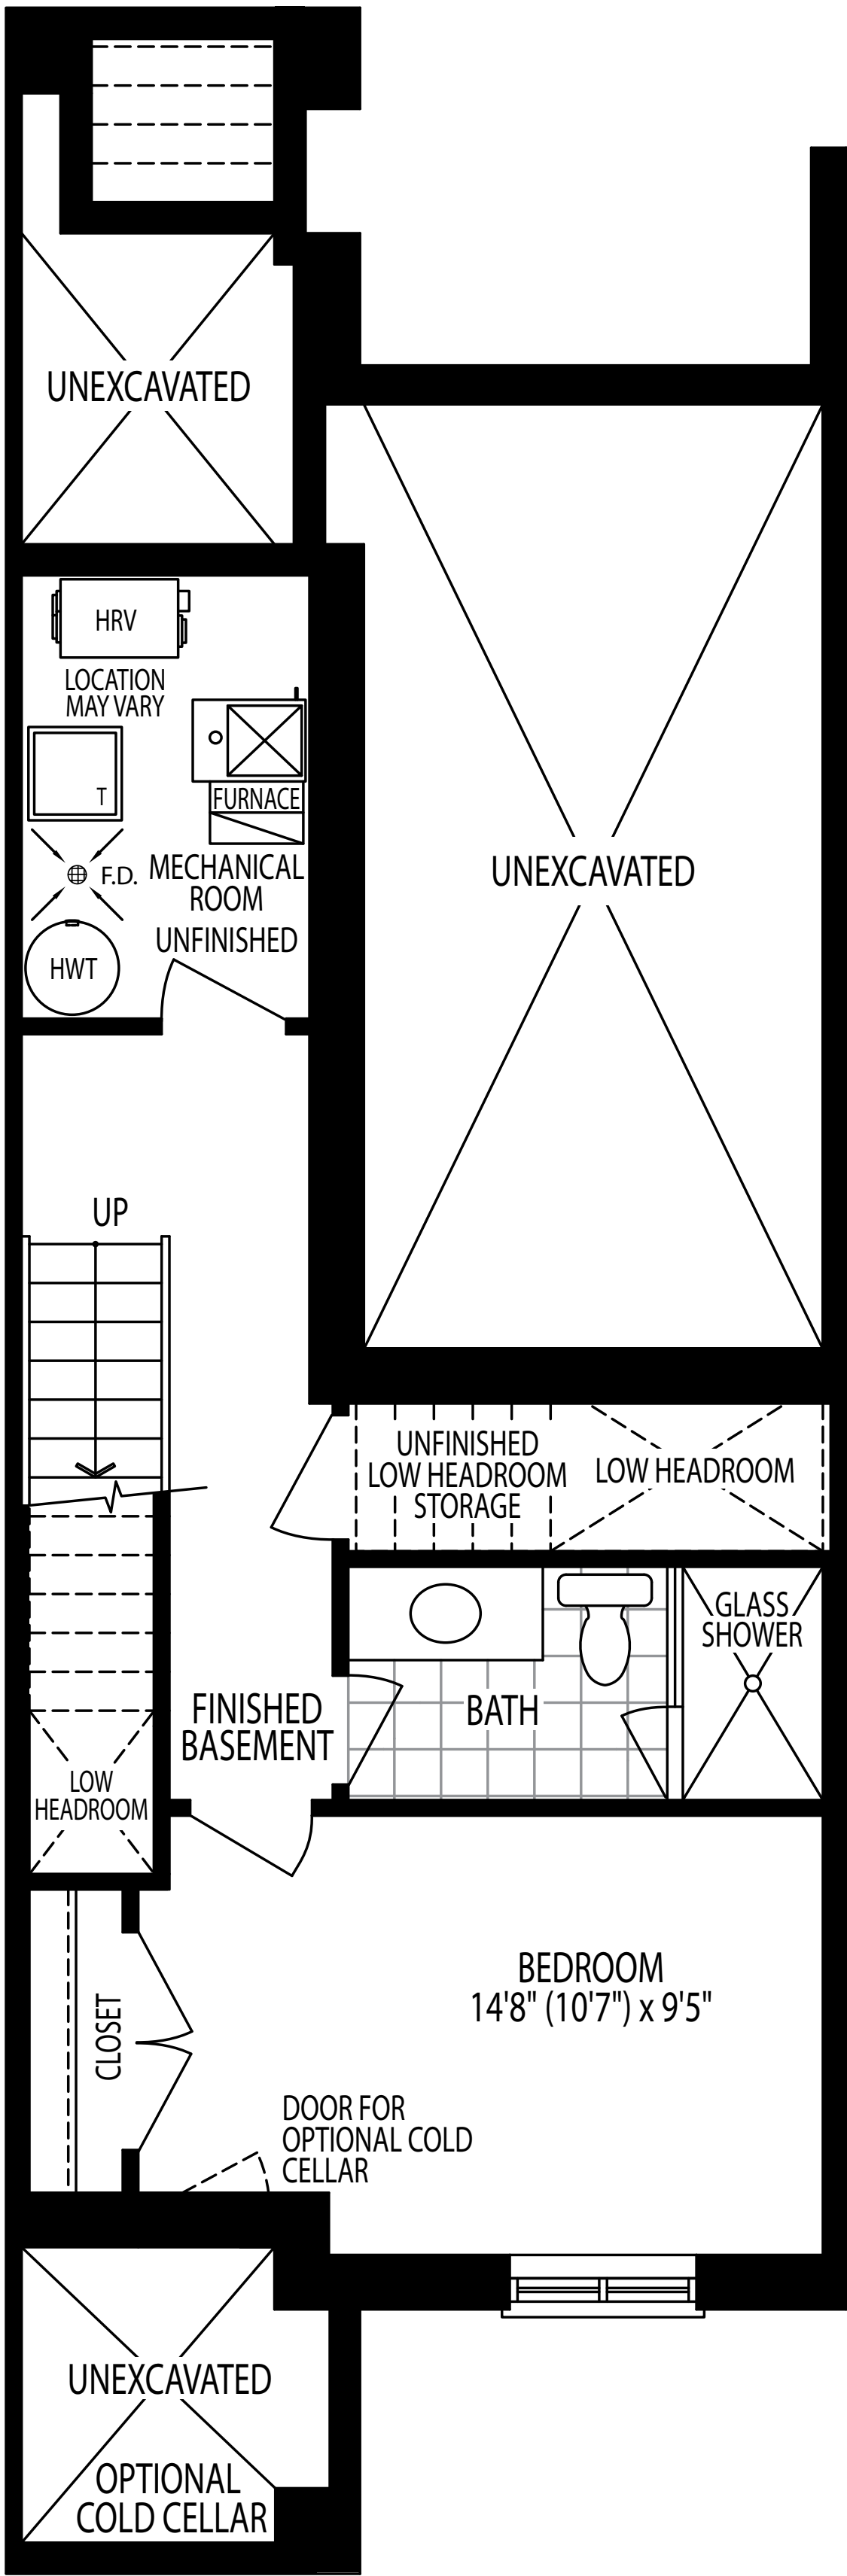 UNEXCAVATED
HRV
LOCATION
MAY VARY
T
FURNACE
F.D.
MECHANICAL
ROOM
UNFINISHED
HWT
UNEXCAVATED
UP
UNFINISHED
LOW HEADROOM
STORAGE
LOW HEADROOM
GLASS
SHOWER
BATH
FINISHED
BASEMENT
LOW
HEADROOM
BEDROOM
14'8" (10'7") x 9'5"
CLOSET
DOOR FOR
OPTIONAL COLD
CELLAR
UNEXCAVATED
OPTIONAL
COLD CELLAR